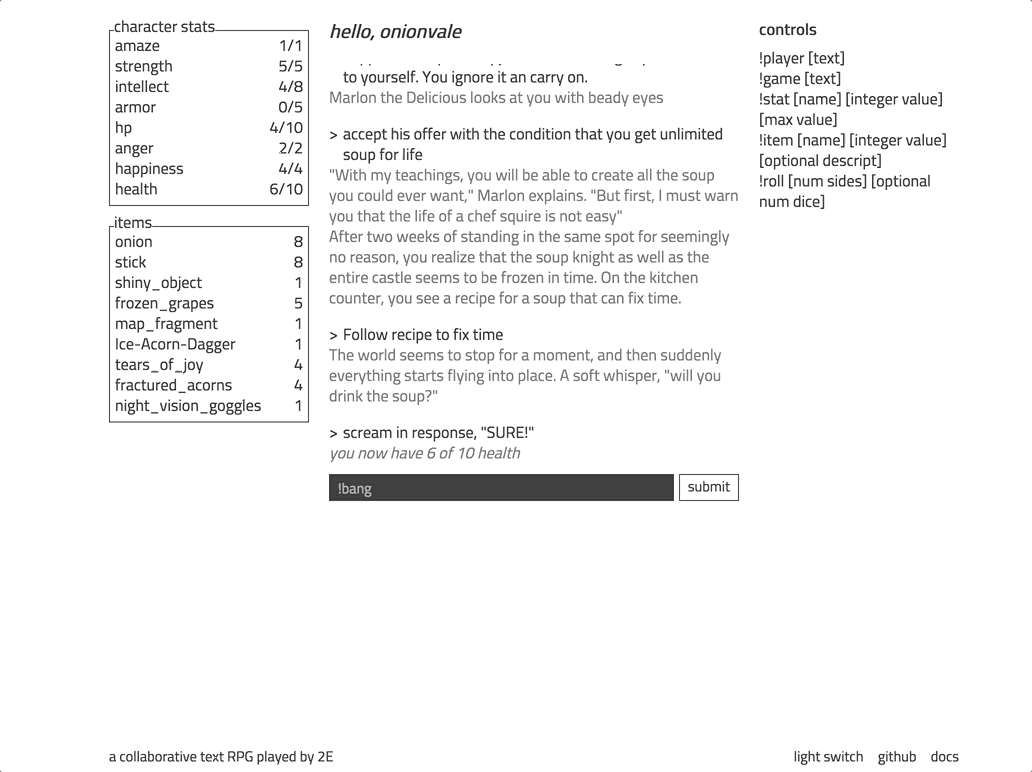 character stats
amaze 1/1
strength 5/5
intellect 4/8
armor 0/5
hp 4/10
anger 2/2
happiness 4/4
health 6/10
items
onion 8
stick 8
shiny_object 1
frozen_grapes 5
map_fragment 1
Ice-Acorn-Dagger 1
tears_of_joy 4
fractured_acorns 4
night_vision_goggles 1
hello, onionvale
to yourself. You ignore it an carry on.
Marlon the Delicious looks at you with beady eyes
> accept his offer with the condition that you get unlimited
soup for life
"With my teachings, you will be able to create all the soup
you could ever want," Marlon explains. "But first, I must warn
you that the life of a chef squire is not easy"
After two weeks of standing in the same spot for seemingly
no reason, you realize that the soup knight as well as the
entire castle seems to be frozen in time. On the kitchen
counter, you see a recipe for a soup that can fix time.
> Follow recipe to fix time
The world seems to stop for a moment, and then suddenly
everything starts flying into place. A soft whisper, "will you
drink the soup?"
> scream in response, "SURE!"
you now have 6 of 10 health
!bang
submit
controls
!player [text]
!game [text]
!stat [name] [integer value]
[max value]
!item [name] [integer value]
[optional descript]
!roll [num sides] [optional
num dice]
a collaborative text RPG played by 2E
light switch github docs